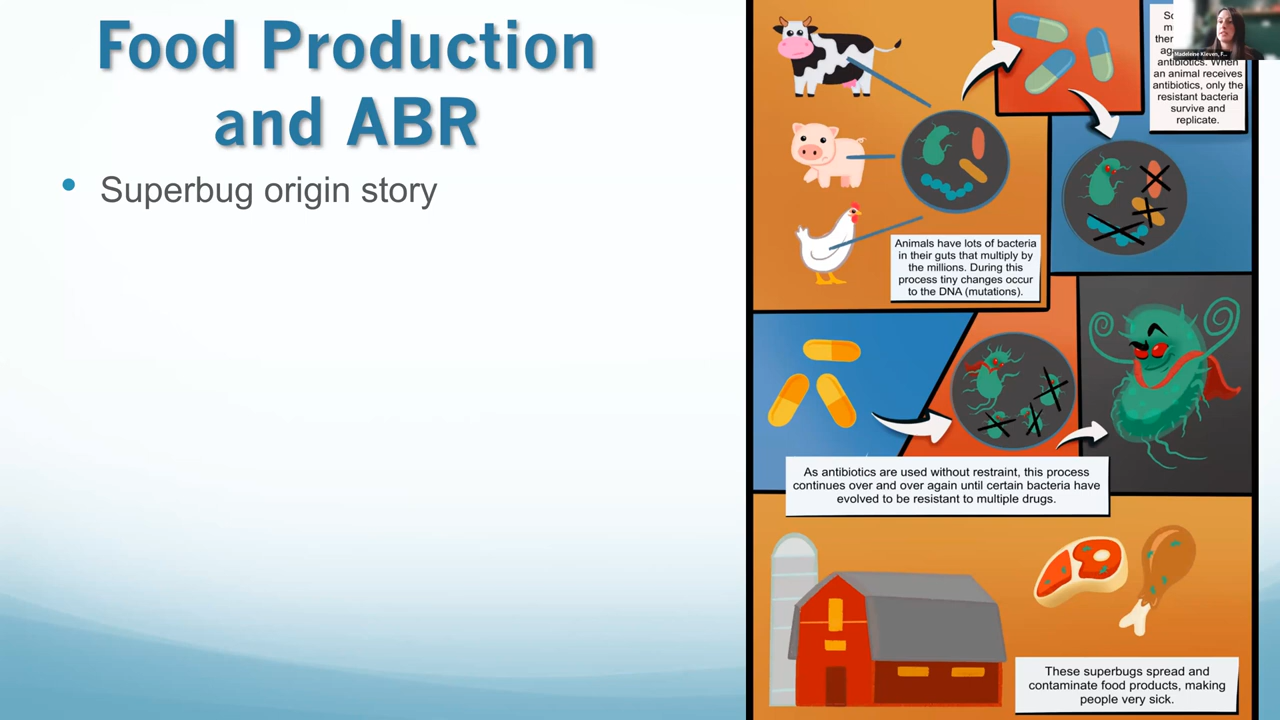 Food Production
and ABR
• Superbug origin story
Animals have lots of bacteria
in their guts that multiply by
the millions. During this
process tiny changes occur
to the DNA (mutations).
antibiotics. When
an animal receives
antibiotics, only the
resistant bacteria
survive and
replicate.
Madeleine Kleven, F...
As antibiotics are used without restraint, this process
continues over and over again until certain bacteria have
evolved to be resistant to multiple drugs.
These superbugs spread and
contaminate food products, making
people very sick.